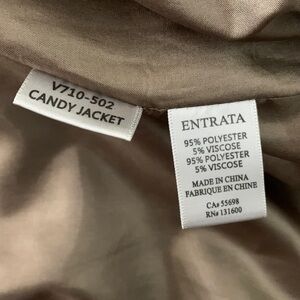 V710-502
CANDY JACKET
ENTRATA
95% POLYESTER
5% VISCOSE
95% POLYESTER
5% VISCOSE
MADE IN CHINA
FABRIQUE EN CHINE
CA# 55698
RN# 131600